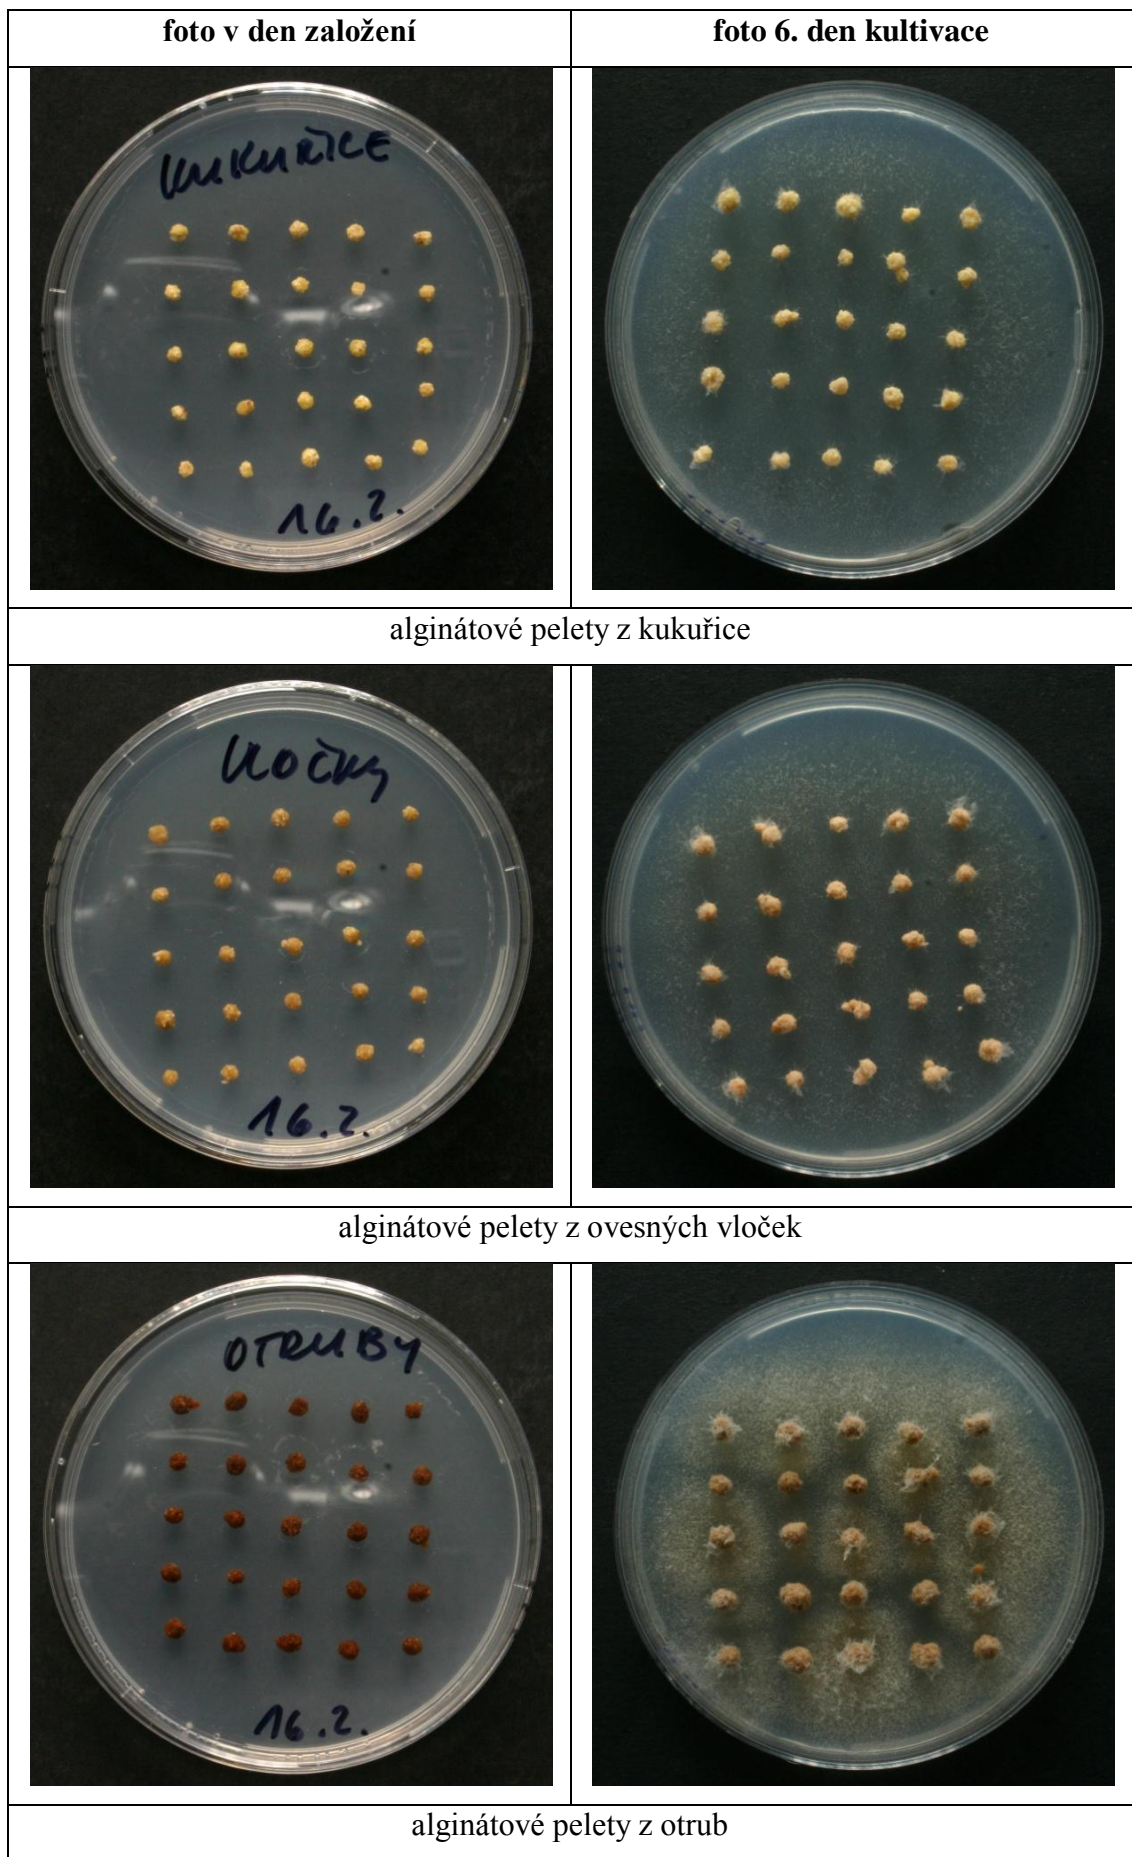 foto v den založení
foto 6. den kultivace
KUKUŘICE
16.2.
alginátové pelety z kukuřice
VLOČKY
16.2.
alginátové pelety z ovesných vloček
OTRUBY
16.2.
alginátové pelety z otrub